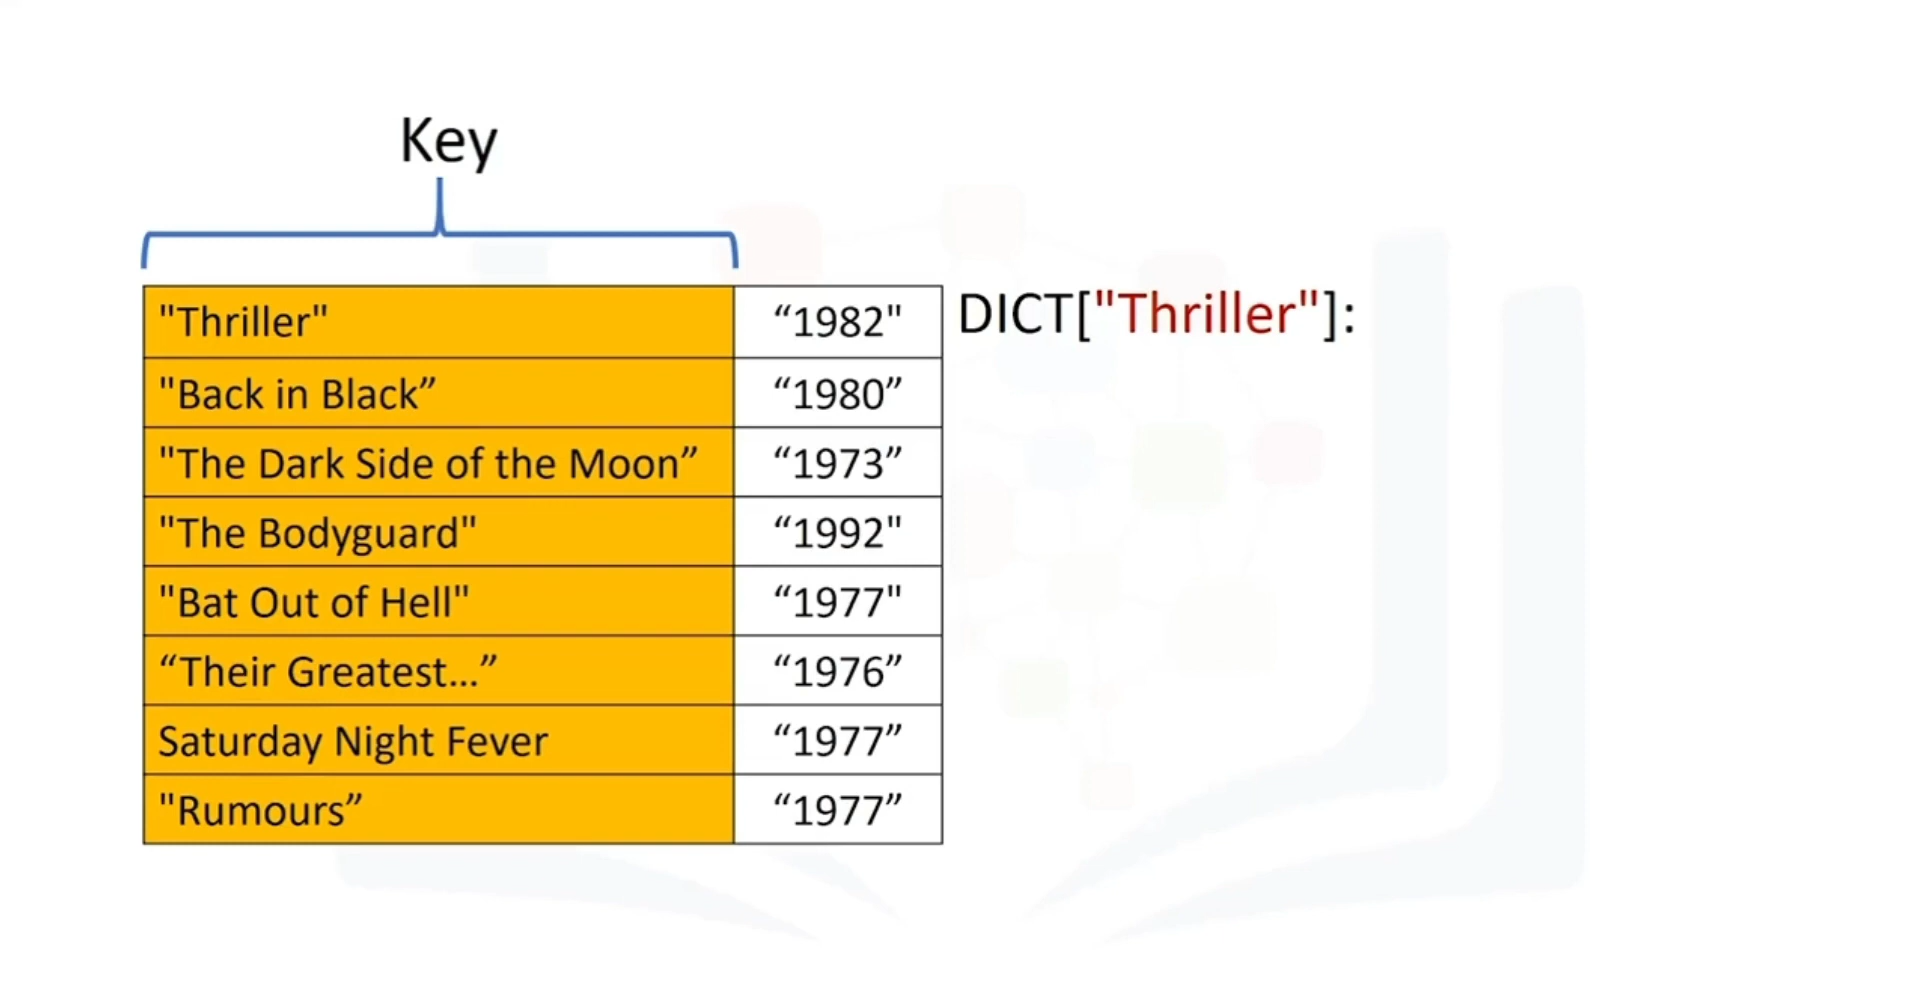 Key
"Thriller" “1982" DICT["Thriller"]:
"Back in Black” “1980”
"The Dark Side of the Moon” “1973”
"The Bodyguard" “1992"
"Bat Out of Hell" “1977"
“Their Greatest...” “1976”
Saturday Night Fever “1977”
"Rumours” “1977”